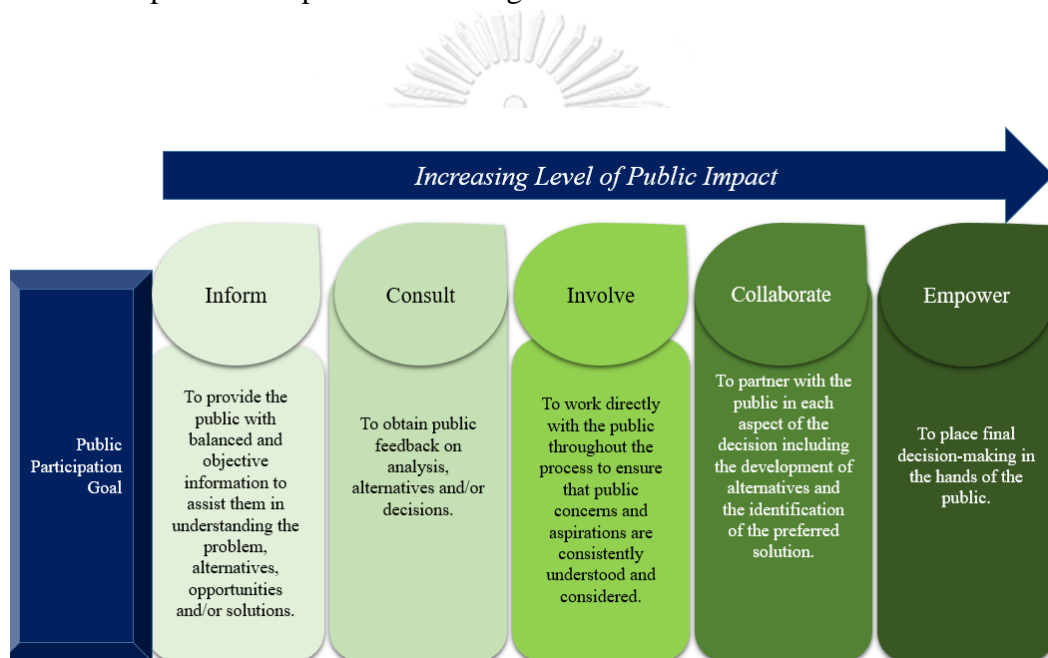 Increasing Level of Public Impact
Inform
Consult
Involve
Collaborate
Empower
Public
Participation
Goal
To provide the
public with
balanced and
objective
information to
assist them in
understanding the
problem,
alternatives,
opportunities
and/or solutions.
To obtain public
feedback on
analysis,
alternatives and/or
decisions.
To work directly
with the public
throughout the
process to ensure
that public
concerns and
aspirations are
consistently
understood and
considered.
To partner with the
public in each
aspect of the
decision including
the development of
alternatives and
the identification
of the preferred
solution.
To place final
decision-making in
the hands of the
public.